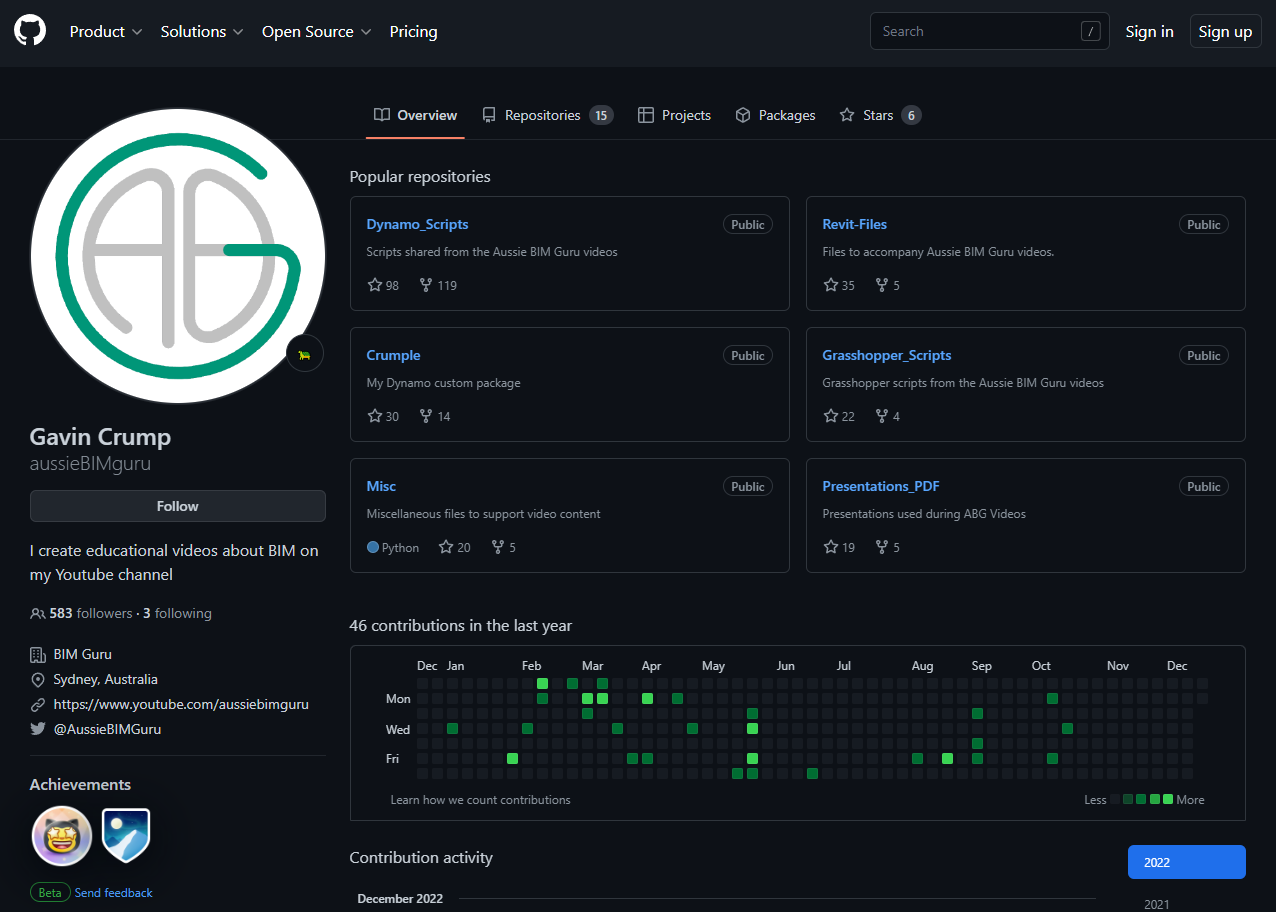 Product Solutions Open Source Pricing Search / Sign in Sign up
Overview Repositories 15 Projects Packages Stars 6
Gavin Crump
aussieBIMguru
Follow
I create educational videos about BIM on
my Youtube channel
583 followers · 3 following
BIM Guru
Sydney, Australia
https://www.youtube.com/aussiebimguru
@AussieBIMGuru
Achievements
Beta Send feedback
Popular repositories
Dynamo_Scripts Public
Scripts shared from the Aussie BIM Guru videos
98 119
Revit-Files Public
Files to accompany Aussie BIM Guru videos.
35 5
Crumple Public
My Dynamo custom package
30 14
Grasshopper_Scripts Public
Grasshopper scripts from the Aussie BIM Guru videos
22 4
Misc Public
Miscellaneous files to support video content
Python 20 5
Presentations_PDF Public
Presentations used during ABG Videos
19 5
46 contributions in the last year
Dec Jan Feb Mar Apr May Jun Jul Aug Sep Oct Nov Dec
Mon
Wed
Fri
Learn how we count contributions Less More
Contribution activity
2022
December 2022
2021